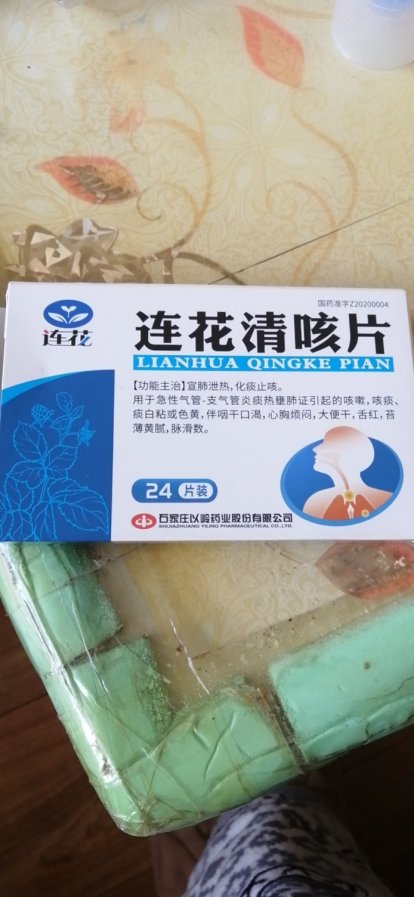 国药准字Z20200004
连花
连花清咳片
LIANHUA QINGKE PIAN
【功能主治】宣肺泄热,化痰止咳。
用于急性气管-支气管炎痰热壅肺证引起的咳嗽,咳痰、
痰白粘或色黄,伴咽干口渴,心胸烦闷,大便干,舌红,苔
薄黄腻,脉滑数。
24片装
石家庄以岭药业股份有限公司
SHIJIAZHUANG YILING PHARMACEUTICAL CO.,LTD.